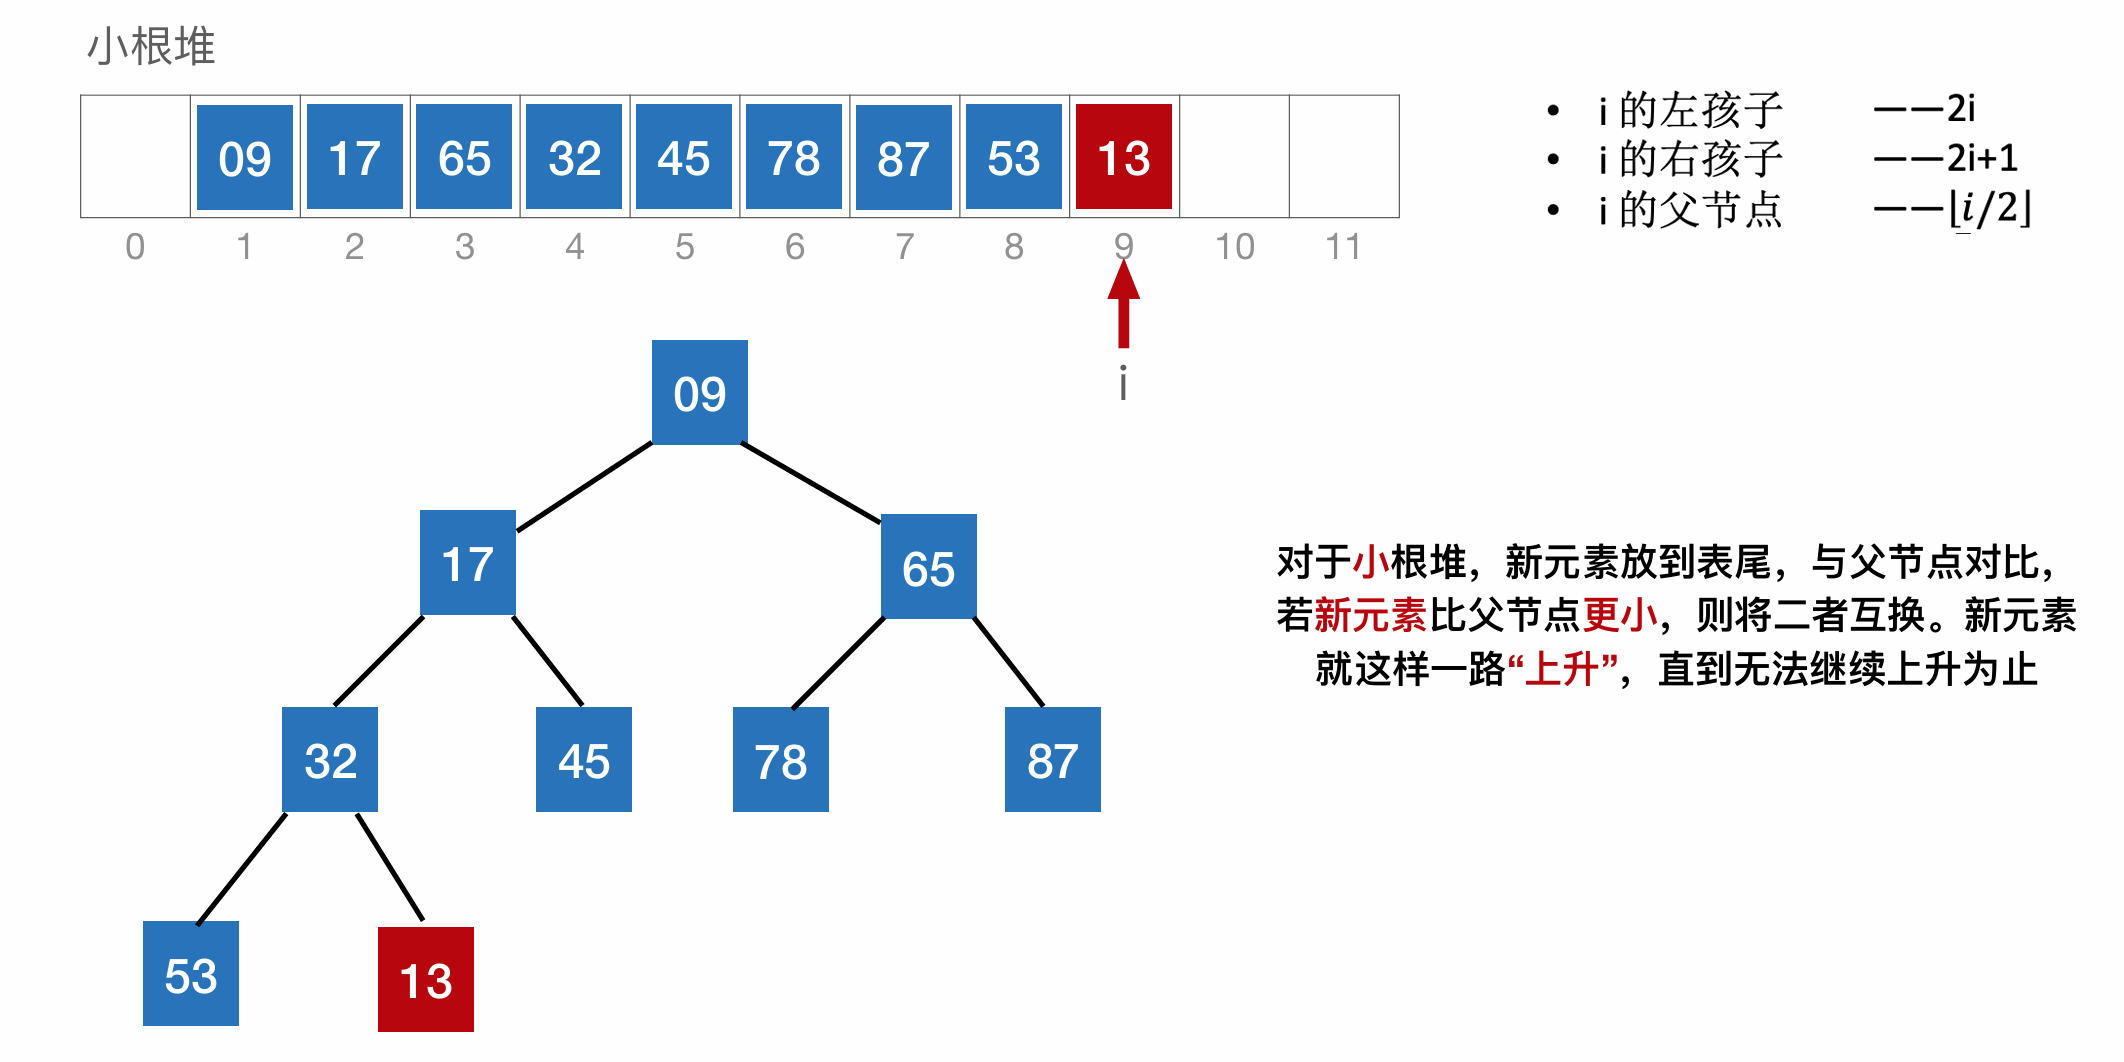 小根堆
09 17 65 32 45 78 87 53 13
0 1 2 3 4 5 6 7 8 9 10 11
i
• i 的左孩子 ——2i
• i 的右孩子 ——2i+1
• i 的父节点 ——⌊i/2⌋
09
17 65
32 45 78 87
53 13
对于小根堆，新元素放到表尾，与父节点对比，
若新元素比父节点更小，则将二者互换。新元素
就这样一路“上升”，直到无法继续上升为止